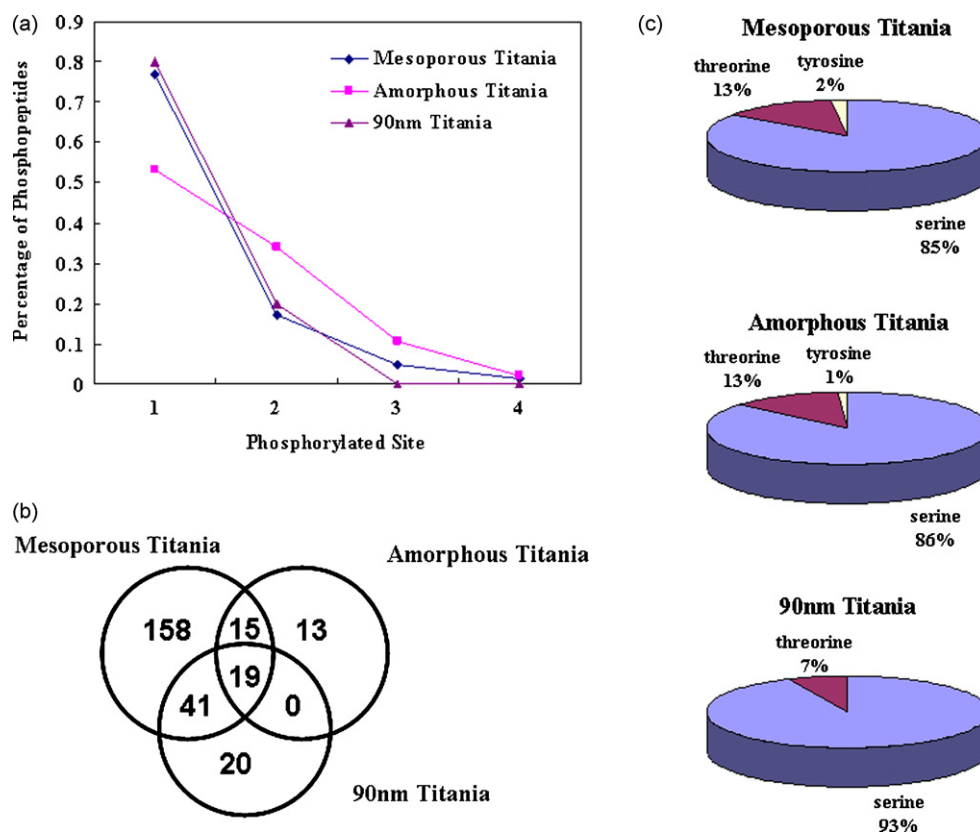 (a)
0.9
0.8
0.7
0.6
0.5
0.4
0.3
0.2
0.1
0
Percentage of Phosphopeptides
1 2 3 4
Phosphorylated Site
Mesoporous Titania
Amorphous Titania
90nm Titania
(b)
Mesoporous Titania
Amorphous Titania
158 15 13
19
41 0
20
90nm Titania
(c)
Mesoporous Titania
threorine
13%
tyrosine
2%
serine
85%
Amorphous Titania
threorine
13%
tyrosine
1%
serine
86%
90nm Titania
threorine
7%
serine
93%